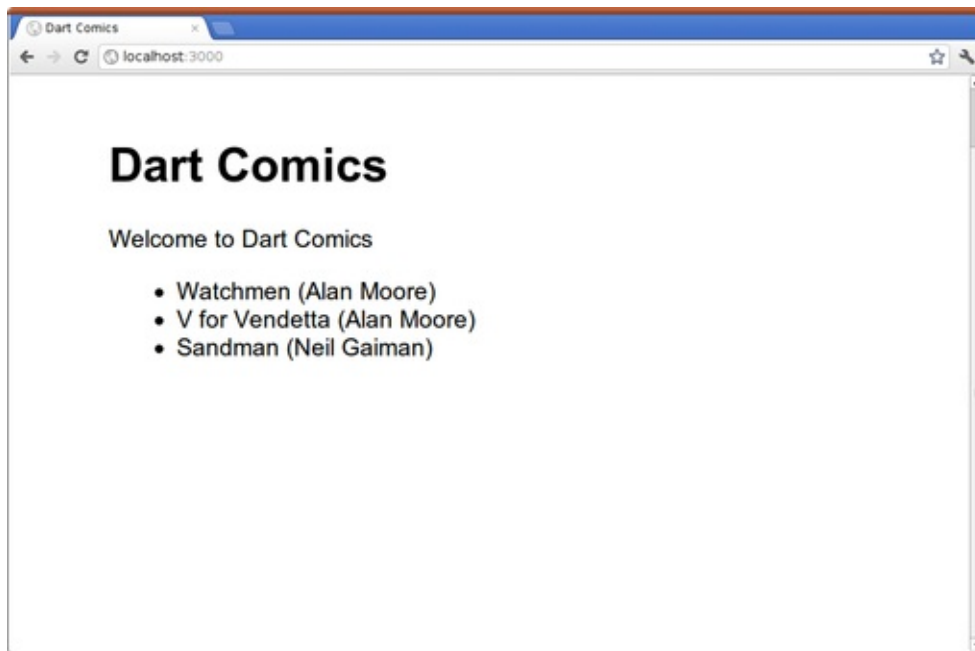 Dart Comics
localhost:3000
Dart Comics
Welcome to Dart Comics
• Watchmen (Alan Moore)
• V for Vendetta (Alan Moore)
• Sandman (Neil Gaiman)